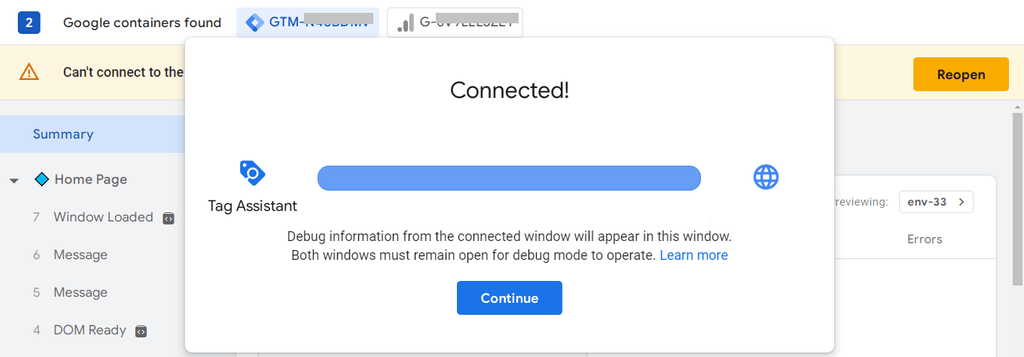 2 Google containers found GTM- G-
Can't connect to the
Reopen
Connected!
Summary
Home Page
Tag Assistant
reviewing: env-33
7 Window Loaded
Debug information from the connected window will appear in this window.
Errors
6 Message
Both windows must remain open for debug mode to operate. Learn more
5 Message
Continue
4 DOM Ready